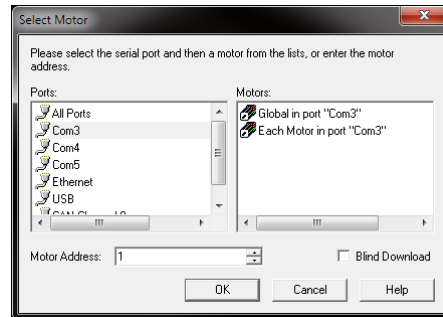 Select Motor
Please select the serial port and then a motor from the lists, or enter the motor
address.
Ports:
All Ports
Com3
Com4
Com5
Ethernet
USB
Motors:
Global in port "Com3"
Each Motor in port "Com3"
Motor Address:
1
Blind Download
OK
Cancel
Help